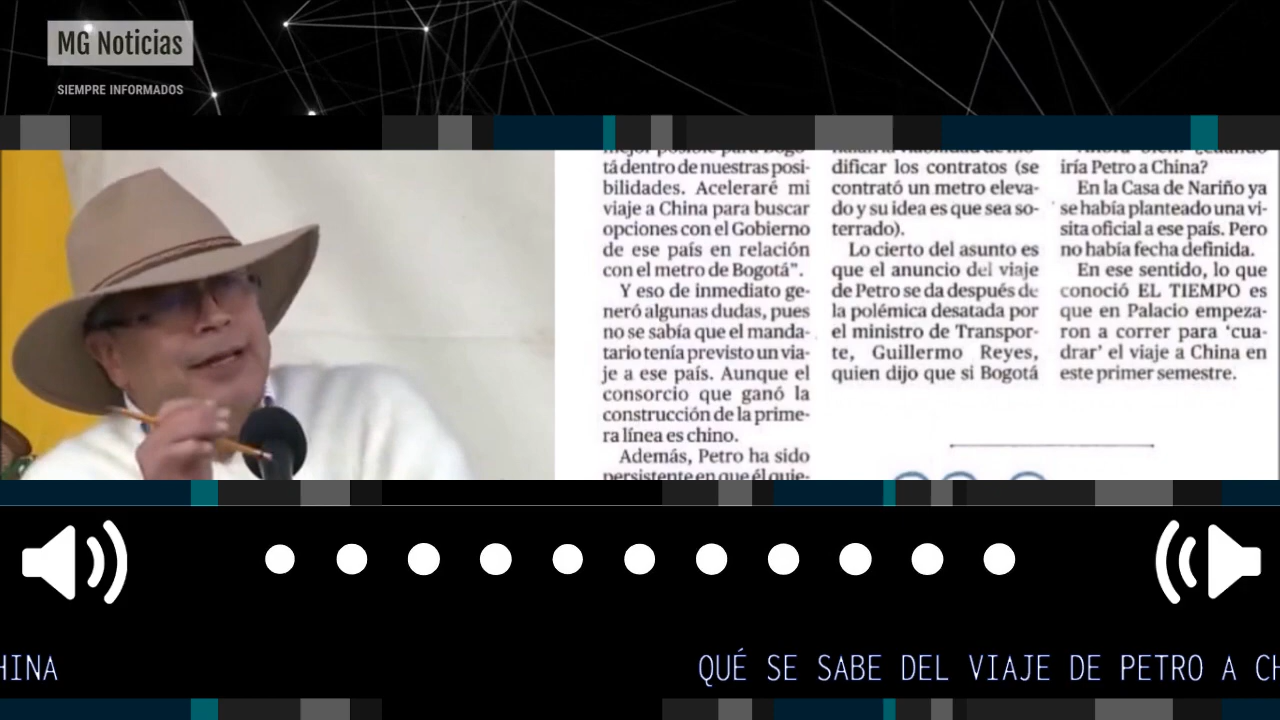 MG Noticias
SIEMPRE INFORMADOS
mejor posible para Bogo-
tá dentro de nuestras posi-
bilidades. Aceleraré mi
viaje a China para buscar
opciones con el Gobierno
de ese país en relación
con el metro de Bogotá”.
Y eso de inmediato ge-
neró algunas dudas, pues
no se sabía que el manda-
tario tenía previsto un via-
je a ese país. Aunque el
consorcio que ganó la
construcción de la prime-
ra línea es chino.
Además, Petro ha sido
persistente en que él quie-
dificar los contratos (se
contrató un metro eleva-
do y su idea es que sea so-
terrado).
Lo cierto del asunto es
que el anuncio del viaje
de Petro se da después de
la polémica desatada por
el ministro de Transpor-
te, Guillermo Reyes,
quien dijo que si Bogotá
iría Petro a China?
En la Casa de Nariño ya
se había planteado una vi-
sita oficial a ese país. Pero
no había fecha definida.
En ese sentido, lo que
conoció EL TIEMPO es
que en Palacio empeza-
ron a correr para ‘cua-
drar’ el viaje a China en
este primer semestre.
HINA QUÉ SE SABE DEL VIAJE DE PETRO A CH